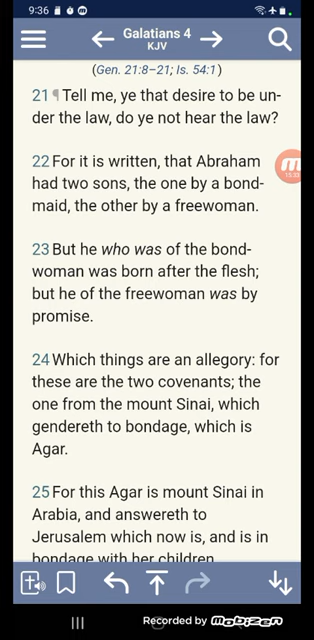 9:36
Galatians 4
KJV
(Gen. 21:8–21; Is. 54:1)
21 ¶ Tell me, ye that desire to be un-
der the law, do ye not hear the law?
22 For it is written, that Abraham
had two sons, the one by a bond-
maid, the other by a freewoman.
23 But he who was of the bond-
woman was born after the flesh;
but he of the freewoman was by
promise.
24 Which things are an allegory: for
these are the two covenants; the
one from the mount Sinai, which
gendereth to bondage, which is
Agar.
25 For this Agar is mount Sinai in
Arabia, and answereth to
Jerusalem which now is, and is in
bondage with her children.
Recorded by Mobizen